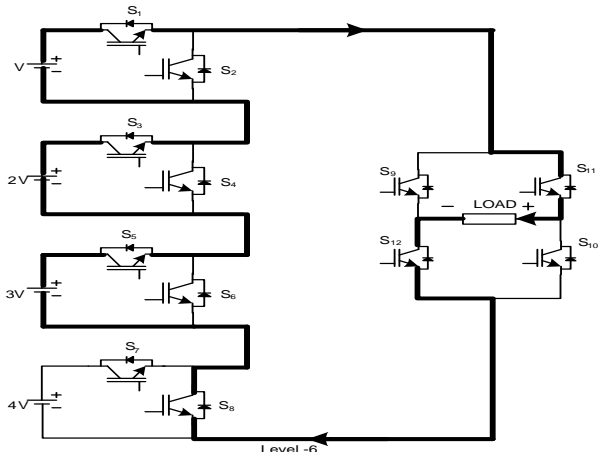 S1
V
+
−
S2
S3
2V
+
−
S4
S9
S11
− LOAD +
S5
S12
S10
3V
+
−
S6
S7
4V
+
−
S8
Level -6